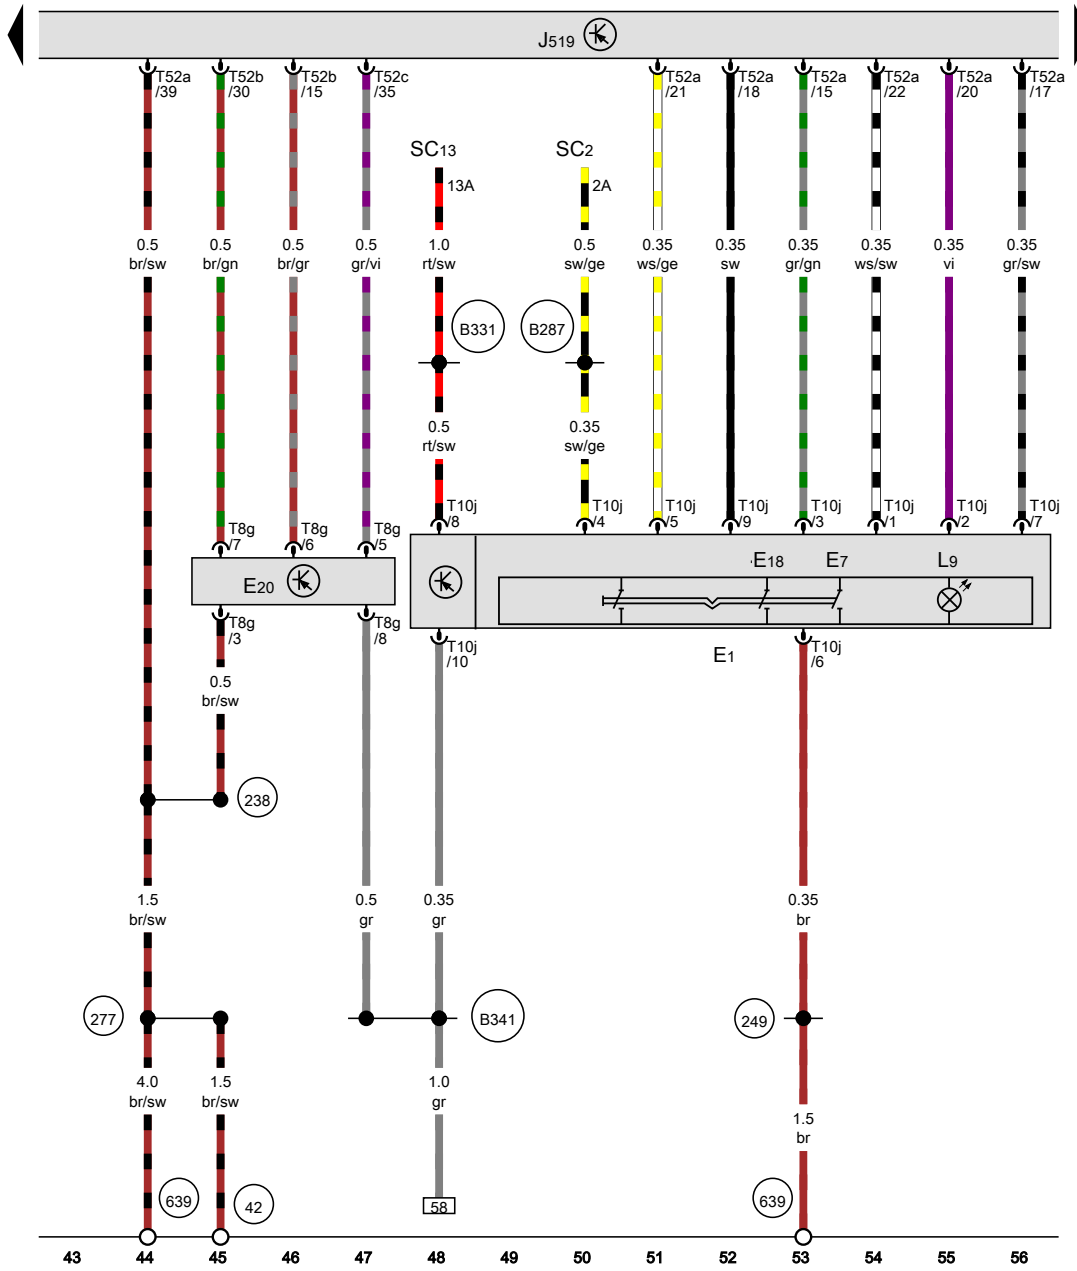 J519
T52a
/39
T52b
/30
T52b
/15
T52c
/35
T52a
/21
T52a
/18
T52a
/15
T52a
/22
T52a
/20
T52a
/17
SC13
SC2
13A
2A
0.5
br/sw
0.5
br/gn
0.5
br/gr
0.5
gr/vi
1.0
rt/sw
0.5
sw/ge
0.35
ws/ge
0.35
sw
0.35
gr/gn
0.35
ws/sw
0.35
vi
0.35
gr/sw
B331
B287
0.5
rt/sw
0.35
sw/ge
T8g
/7
T8g
/6
T8g
/5
T10j
/8
T10j
/4
T10j
/5
T10j
/9
T10j
/3
T10j
/1
T10j
/2
T10j
/7
E20
E18
E7
L9
T8g
/3
T8g
/8
T10j
/10
E1
T10j
/6
0.5
br/sw
238
1.5
br/sw
0.5
gr
0.35
gr
0.35
br
277
B341
249
4.0
br/sw
1.5
br/sw
1.0
gr
1.5
br
639
42
58
639
43 44 45 46 47 48 49 50 51 52 53 54 55 56